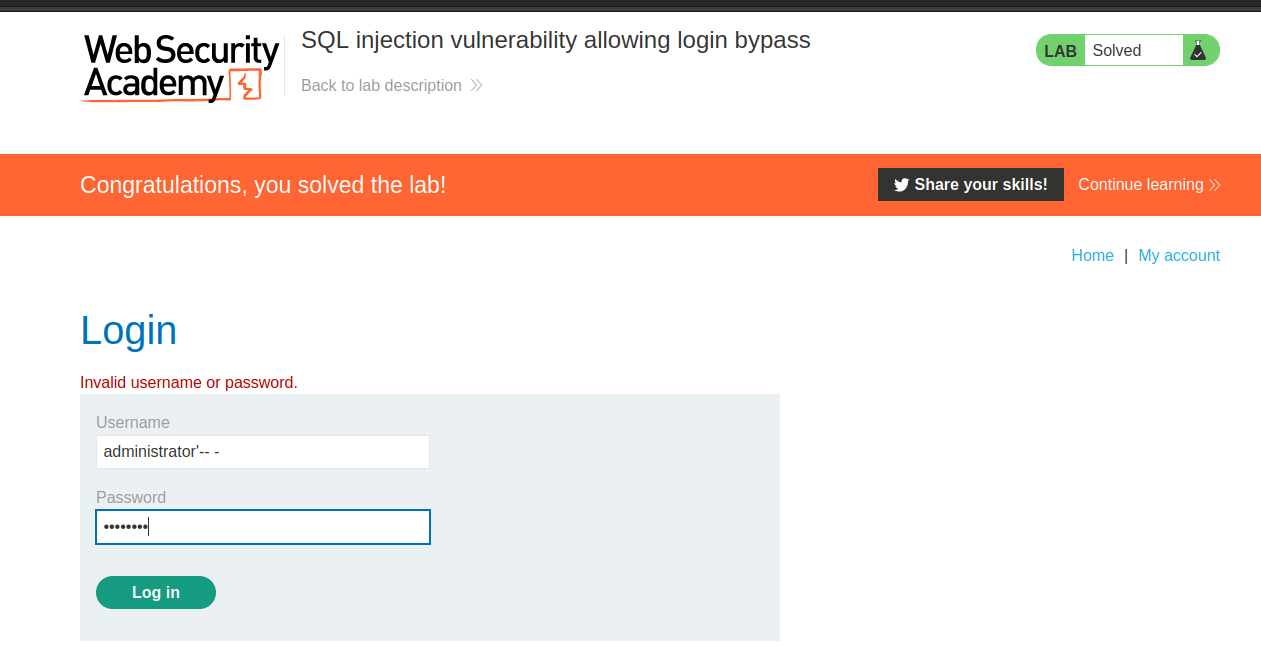 Web Security
Academy
SQL injection vulnerability allowing login bypass
Back to lab description
LAB Solved
Congratulations, you solved the lab!
Share your skills!
Continue learning
Home | My account
Login
Invalid username or password.
Username
administrator'-- -
Password
••••••••
Log in